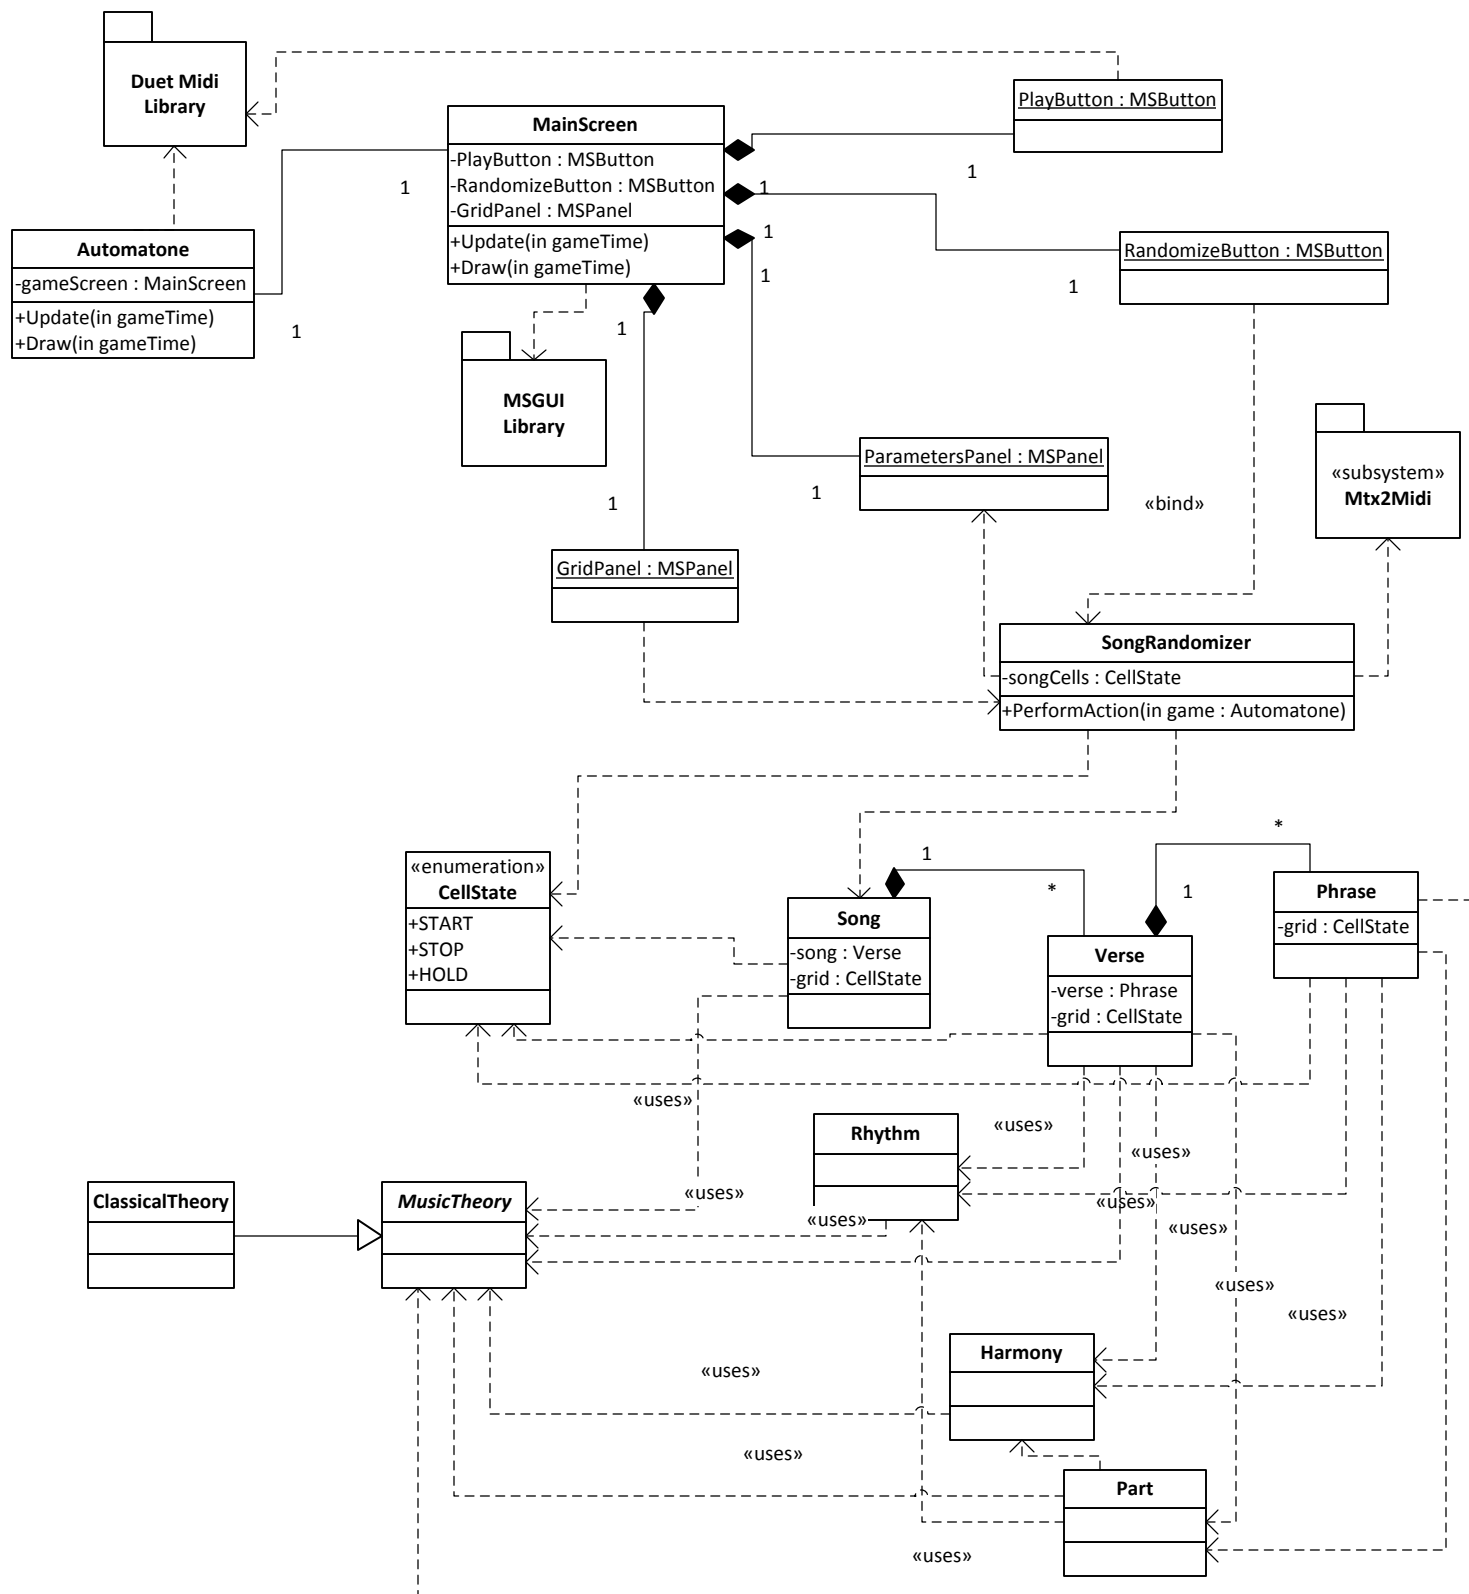 Duet Midi
Library
PlayButton : MSButton
MainScreen
-PlayButton : MSButton
-RandomizeButton : MSButton
-GridPanel : MSPanel
+Update(in gameTime)
+Draw(in gameTime)
1
1
1
1
1
Automatone
-gameScreen : MainScreen
+Update(in gameTime)
+Draw(in gameTime)
1
RandomizeButton : MSButton
1
1
MSGUI
Library
ParametersPanel : MSPanel
1
1
GridPanel : MSPanel
«bind»
«subsystem»
Mtx2Midi
SongRandomizer
-songCells : CellState
+PerformAction(in game : Automatone)
«enumeration»
CellState
+START
+STOP
+HOLD
Song
-song : Verse
-grid : CellState
1
*
Verse
-verse : Phrase
-grid : CellState
1
*
Phrase
-grid : CellState
«uses»
Rhythm
«uses»
«uses»
ClassicalTheory
MusicTheory
«uses»
«uses»
«uses»
«uses»
«uses»
«uses»
Harmony
«uses»
«uses»
Part
«uses»